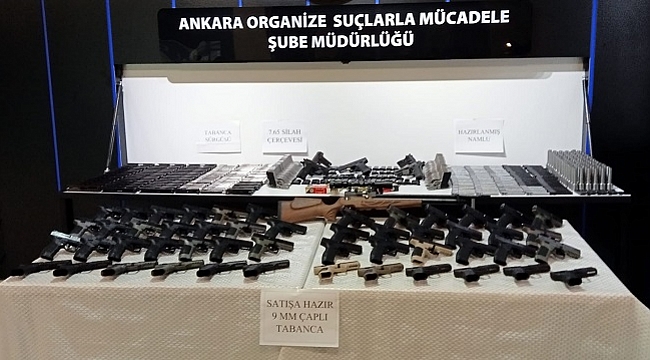 ANKARA ORGANİZE SUÇLARLA MÜCADELE
ŞUBE MÜDÜRLÜĞÜ
TABANCA
SÜRGÜSÜ
7.65 SİLAH
ÇERÇEVESİ
HAZIRLANMIŞ
NAMLU
SATIŞA HAZIR
9 MM ÇAPLI
TABANCA